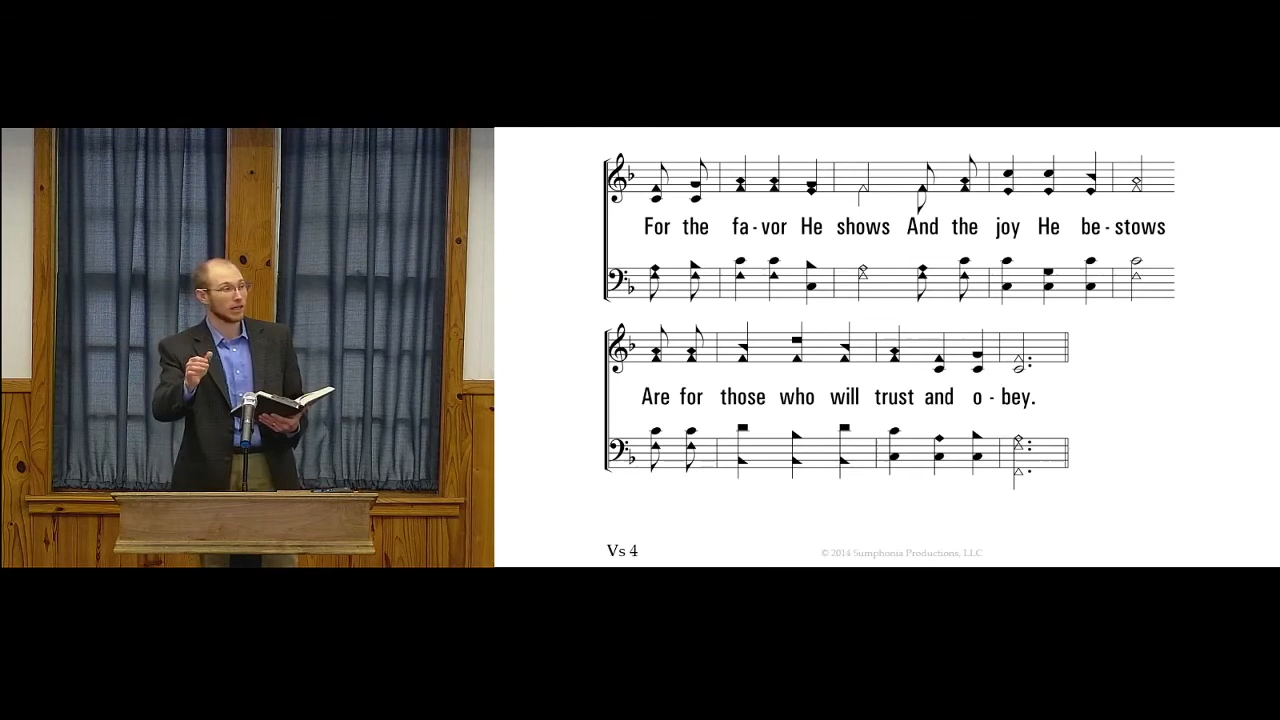 For the fa - vor He shows And the joy He be - stows
Are for those who will trust and o - bey.
Vs 4
© 2014 Sumphonia Productions, LLC